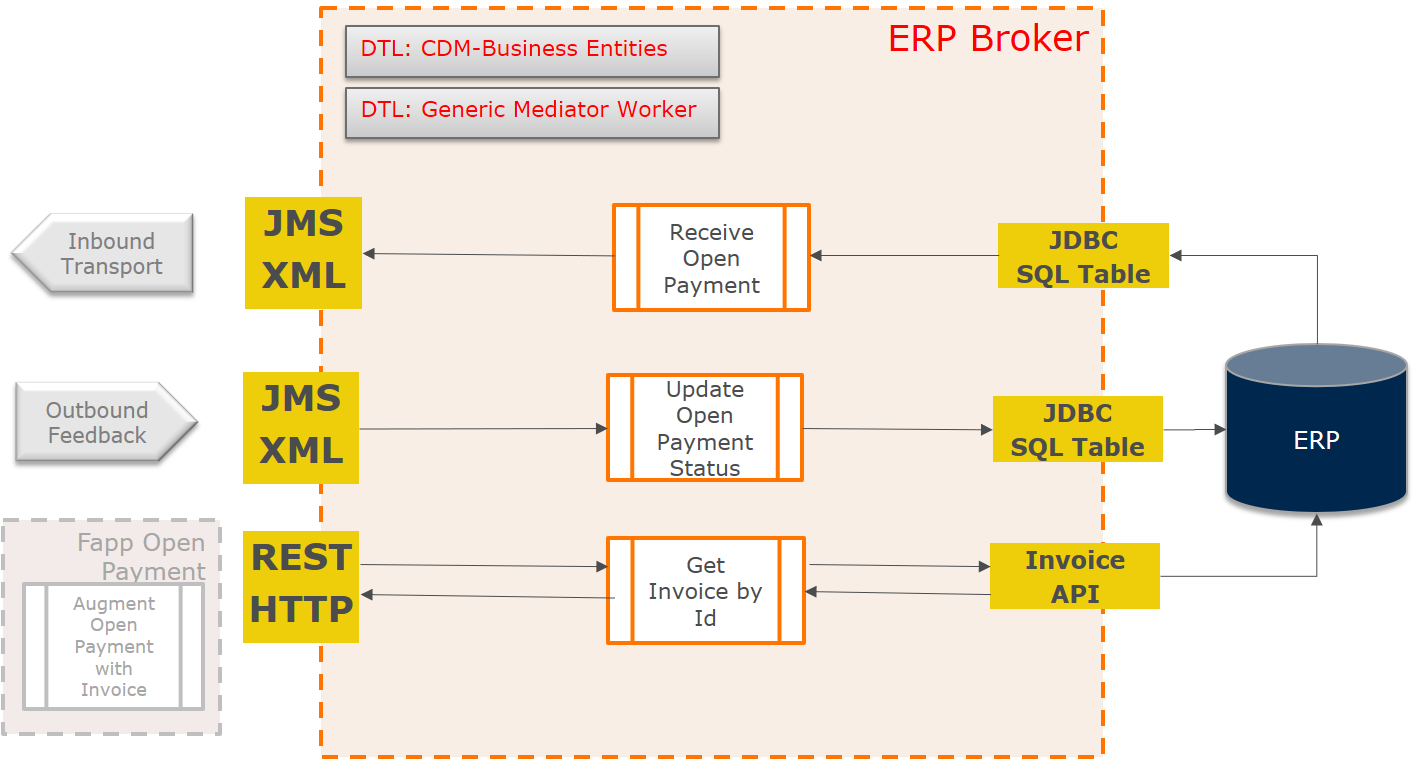 ERP Broker
DTL: CDM-Business Entities
DTL: Generic Mediator Worker
Inbound
Transport
JMS
XML
Receive
Open
Payment
JDBC
SQL Table
Outbound
Feedback
JMS
XML
Update
Open
Payment
Status
JDBC
SQL Table
ERP
Fapp Open
Payment
Augment
Open
Payment
with
Invoice
REST
HTTP
Get
Invoice by
Id
Invoice
API